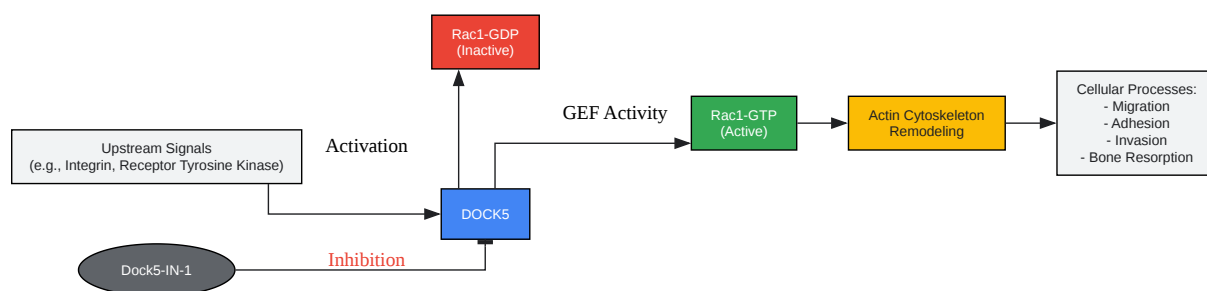 Rac1-GDP
(Inactive)
GEF Activity
Rac1-GTP
(Active)
Actin Cytoskeleton
Remodeling
Cellular Processes:
- Migration
- Adhesion
- Invasion
- Bone Resorption
Upstream Signals
(e.g., Integrin, Receptor Tyrosine Kinase)
Activation
DOCK5
Dock5-IN-1
Inhibition